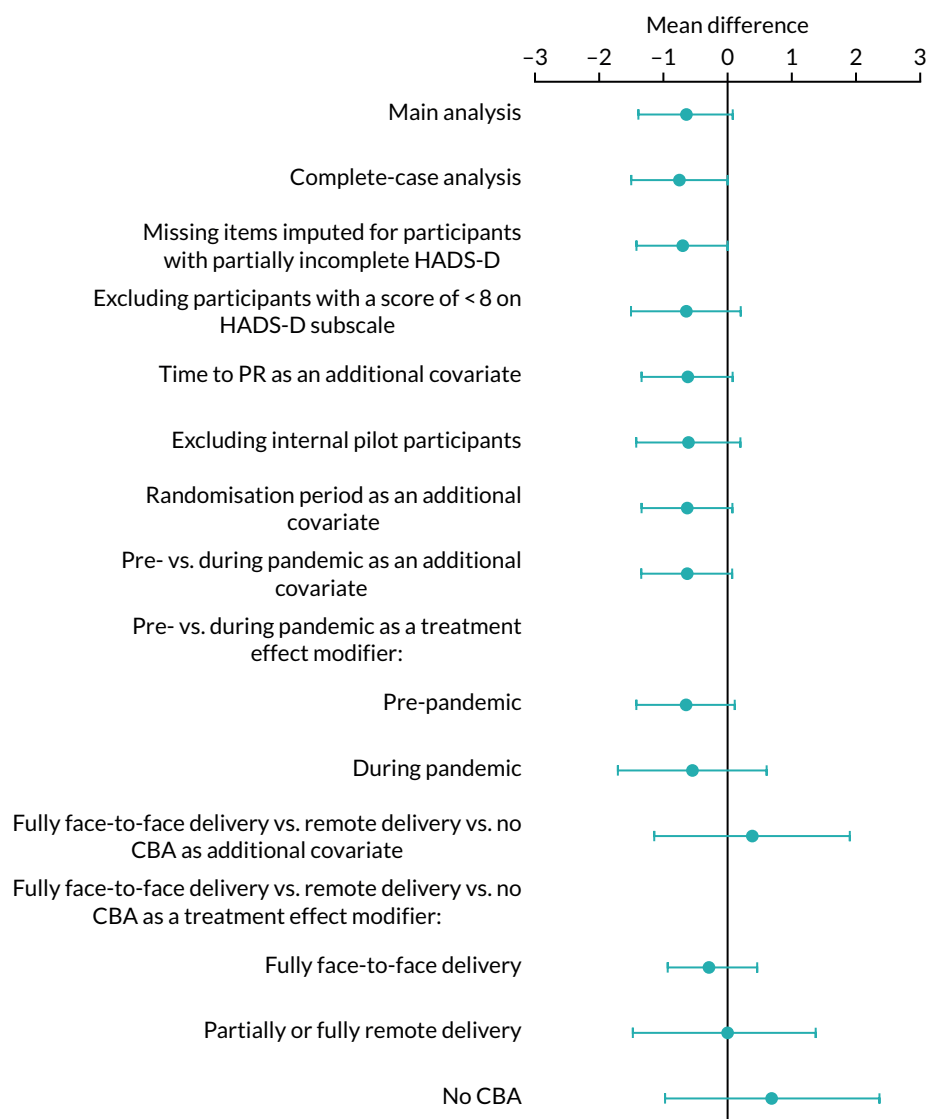 Mean difference
–3 –2 –1 0 1 2 3
Main analysis
Complete-case analysis
Missing items imputed for participants
with partially incomplete HADS-D
Excluding participants with a score of <8 on
HADS-D subscale
Time to PR as an additional covariate
Excluding internal pilot participants
Randomisation period as an additional
covariate
Pre- vs. during pandemic as an additional
covariate
Pre- vs. during pandemic as a treatment
effect modifier:
Pre-pandemic
During pandemic
Fully face-to-face delivery vs. remote delivery vs. no
CBA as additional covariate
Fully face-to-face delivery vs. remote delivery vs. no
CBA as a treatment effect modifier:
Fully face-to-face delivery
Partially or fully remote delivery
No CBA